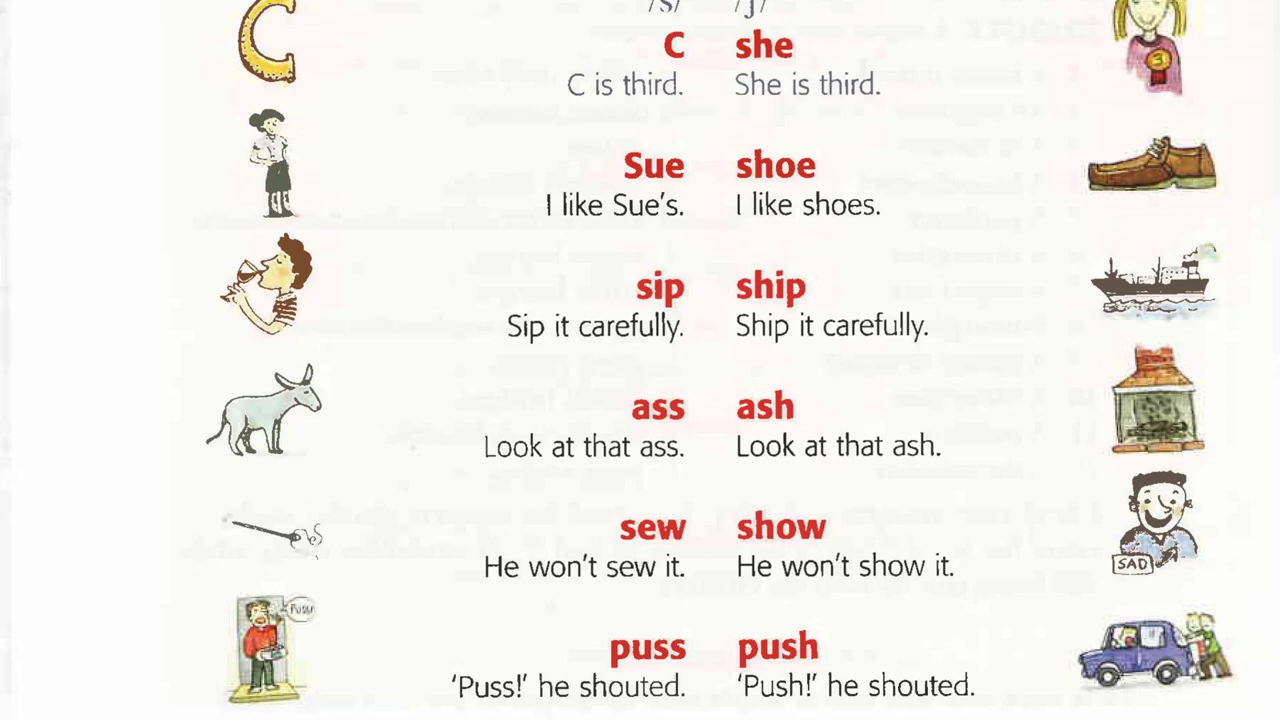 /s/ /ʃ/
C she
C is third. She is third.
Sue shoe
I like Sue's. I like shoes.
sip ship
Sip it carefully. Ship it carefully.
ass ash
Look at that ass. Look at that ash.
sew show
He won't sew it. He won't show it.
SAD
Puss!
puss push
'Puss!' he shouted. 'Push!' he shouted.